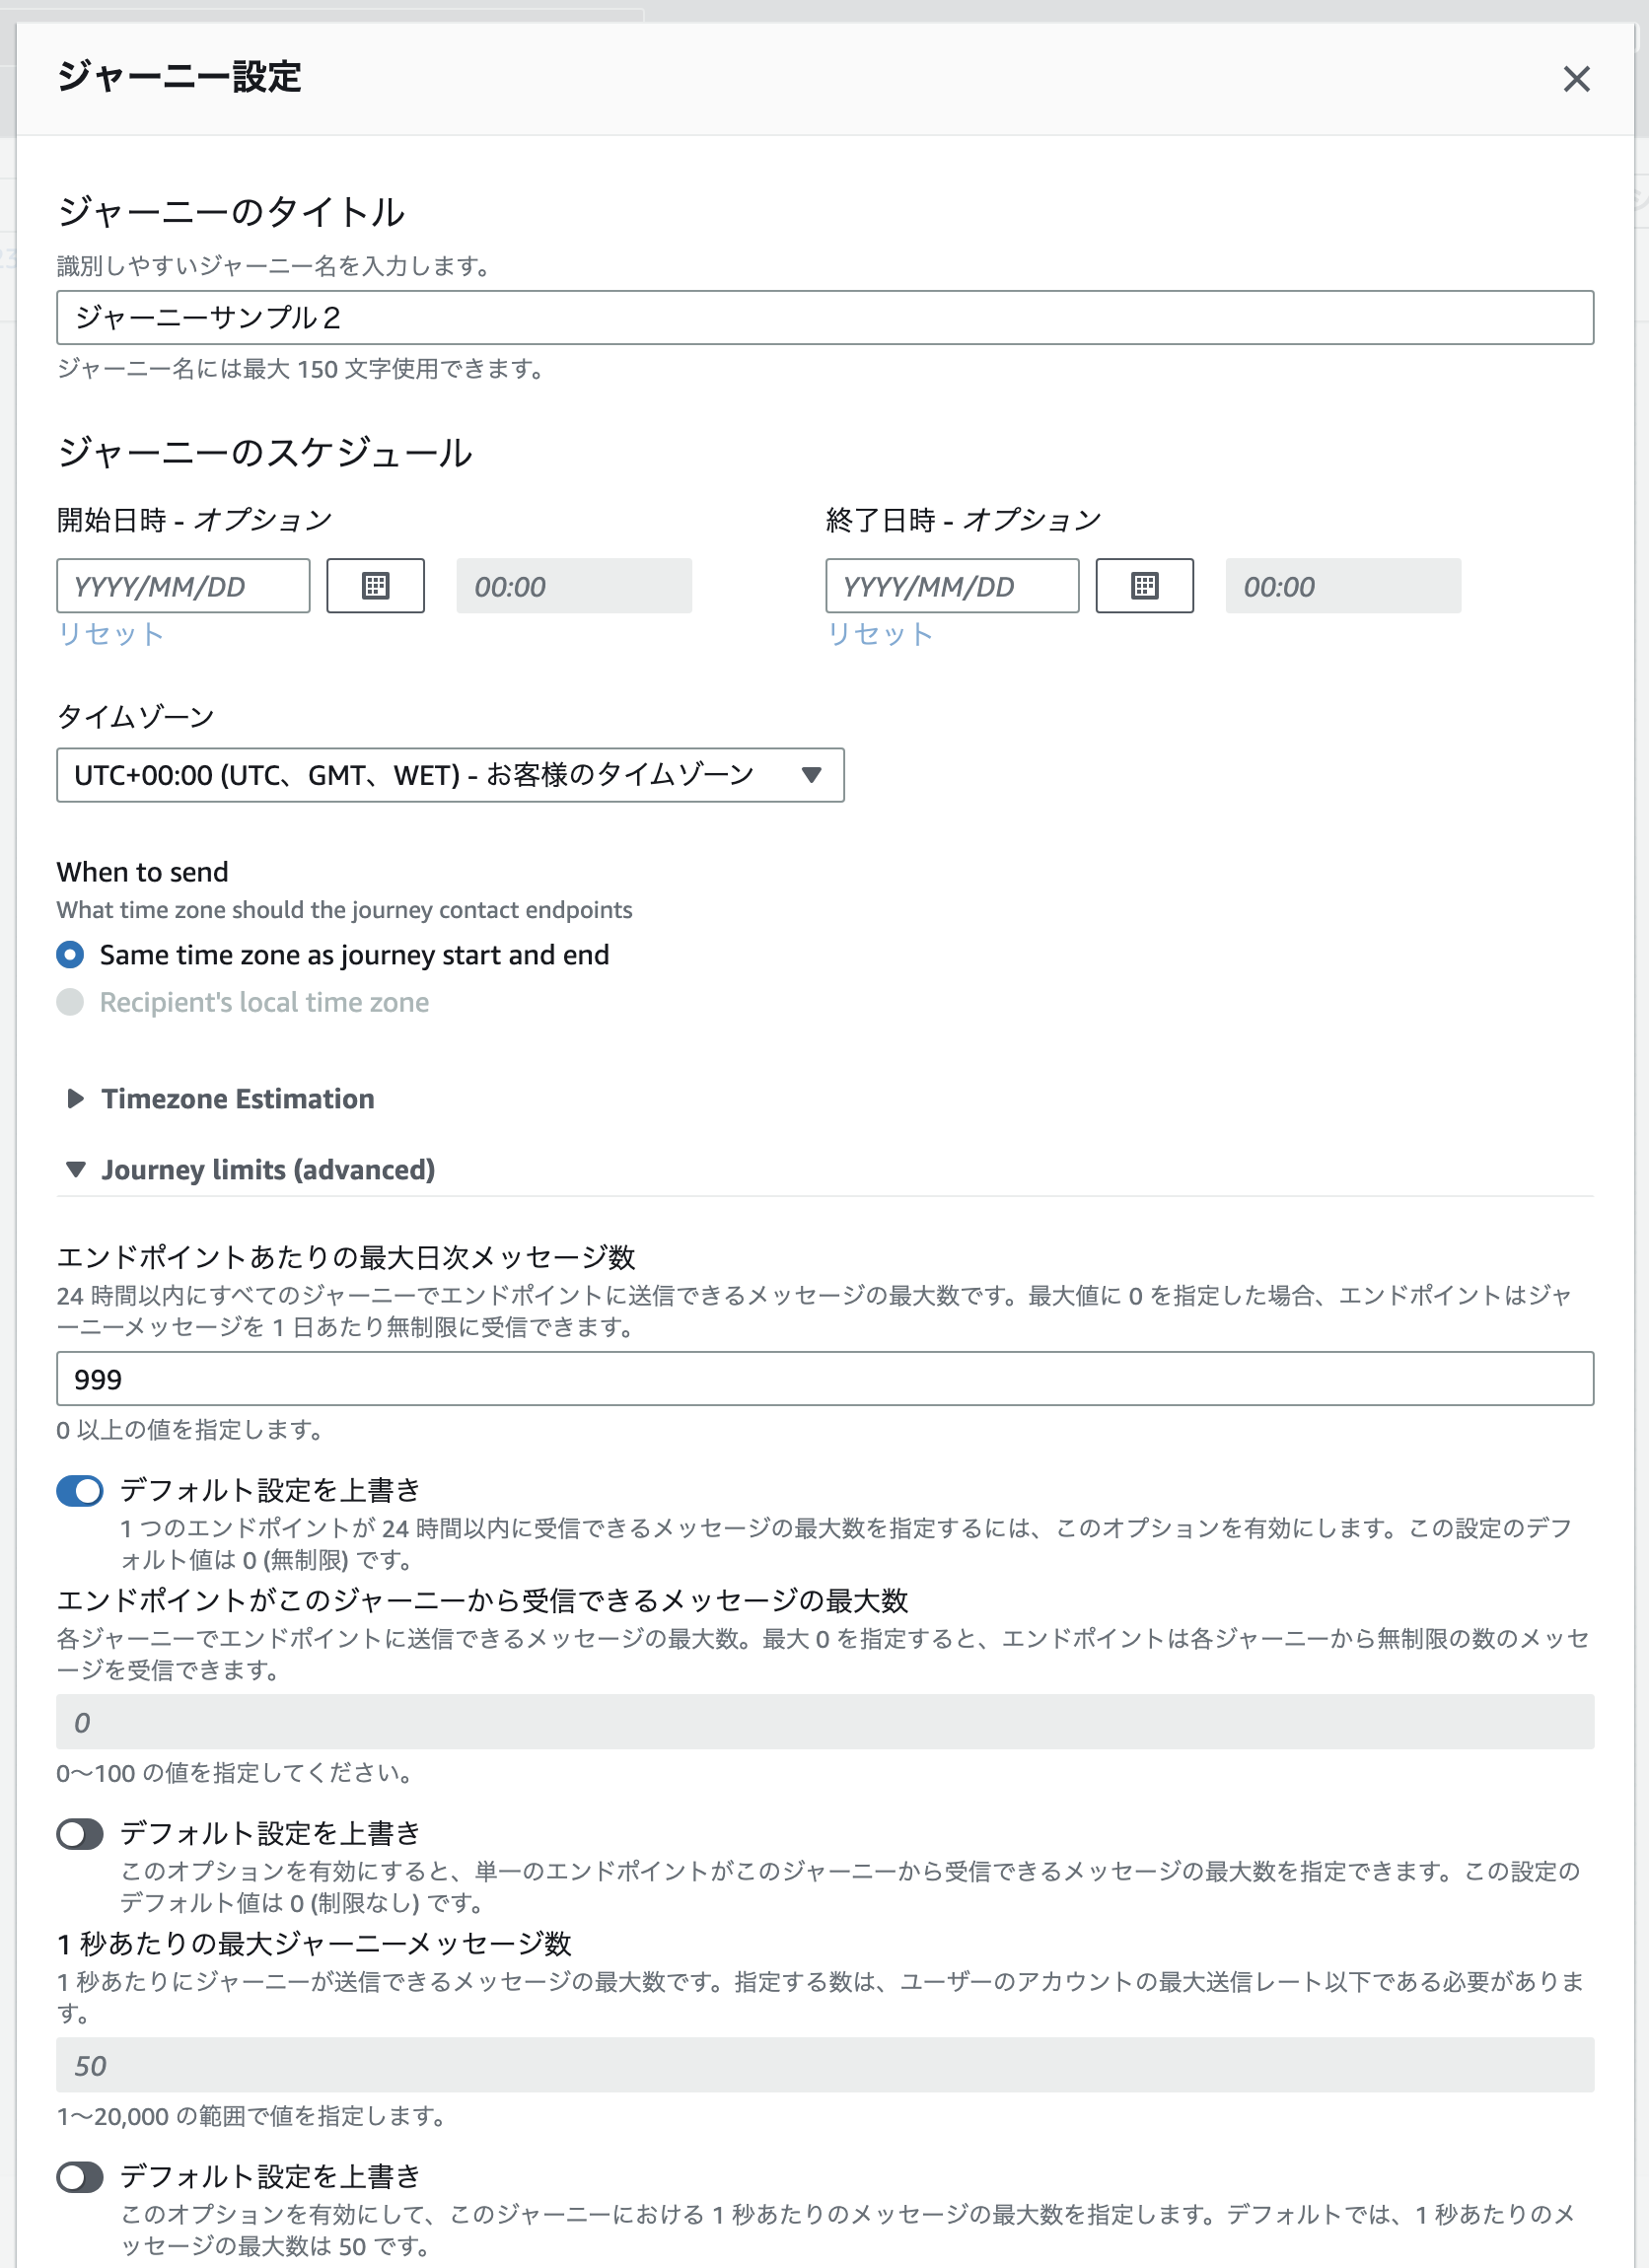 ジャーニー設定
ジャーニーのタイトル
識別しやすいジャーニー名を入力します。
ジャーニーサンプル２
ジャーニー名には最大 150 文字使用できます。
ジャーニーのスケジュール
開始日時 - オプション
終了日時 - オプション
YYYY/MM/DD
00:00
YYYY/MM/DD
00:00
リセット
リセット
タイムゾーン
UTC+00:00 (UTC、GMT、WET) - お客様のタイムゾーン
When to send
What time zone should the journey contact endpoints
Same time zone as journey start and end
Recipient's local time zone
Timezone Estimation
Journey limits (advanced)
エンドポイントあたりの最大日次メッセージ数
24 時間以内にすべてのジャーニーでエンドポイントに送信できるメッセージの最大数です。最大値に 0 を指定した場合、エンドポイントはジャ
ーニーメッセージを 1 日あたり無制限に受信できます。
999
0 以上の値を指定します。
デフォルト設定を上書き
1 つのエンドポイントが 24 時間以内に受信できるメッセージの最大数を指定するには、このオプションを有効にします。この設定のデフ
ォルト値は 0 (無制限) です。
エンドポイントがこのジャーニーから受信できるメッセージの最大数
各ジャーニーでエンドポイントに送信できるメッセージの最大数。最大 0 を指定すると、エンドポイントは各ジャーニーから無制限の数のメッセ
ージを受信できます。
0
0～100 の値を指定してください。
デフォルト設定を上書き
このオプションを有効にすると、単一のエンドポイントがこのジャーニーから受信できるメッセージの最大数を指定できます。この設定の
デフォルト値は 0 (制限なし) です。
1 秒あたりの最大ジャーニーメッセージ数
1 秒あたりにジャーニーが送信できるメッセージの最大数です。指定する数は、ユーザーのアカウントの最大送信レート以下である必要がありま
す。
50
1～20,000 の範囲で値を指定します。
デフォルト設定を上書き
このオプションを有効にして、このジャーニーにおける 1 秒あたりのメッセージの最大数を指定します。デフォルトでは、1 秒あたりのメ
ッセージの最大数は 50 です。